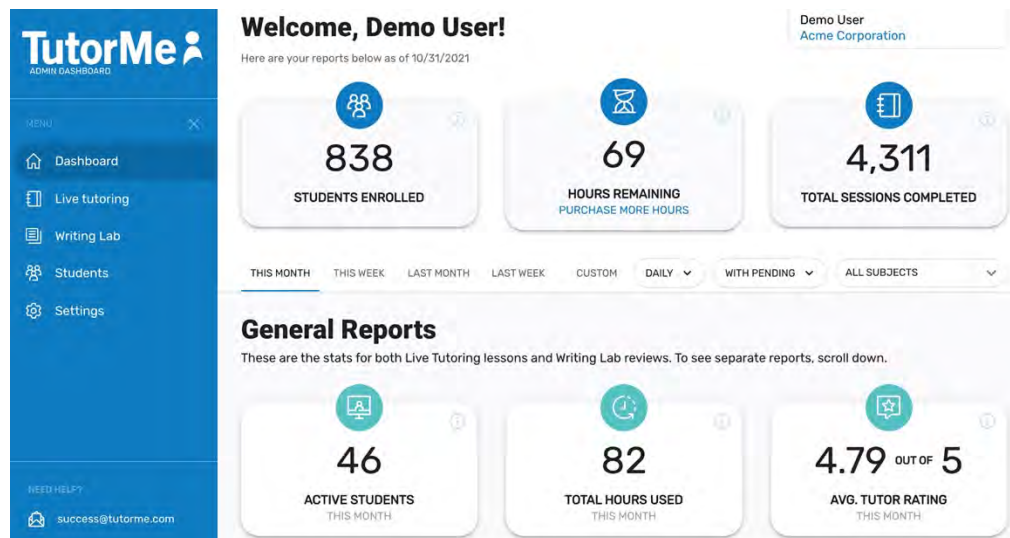 TutorMe
ADMIN DASHBOARD
MENU
Dashboard
Live tutoring
Writing Lab
Students
Settings
NEED HELP?
success@tutorme.com
Welcome, Demo User!
Here are your reports below as of 10/31/2021
Demo User
Acme Corporation
838
STUDENTS ENROLLED
69
HOURS REMAINING
PURCHASE MORE HOURS
4,311
TOTAL SESSIONS COMPLETED
THIS MONTH THIS WEEK LAST MONTH LAST WEEK CUSTOM DAILY WITH PENDING ALL SUBJECTS
General Reports
These are the stats for both Live Tutoring lessons and Writing Lab reviews. To see separate reports, scroll down.
46
ACTIVE STUDENTS
THIS MONTH
82
TOTAL HOURS USED
THIS MONTH
4.79 OUT OF 5
AVG. TUTOR RATING
THIS MONTH